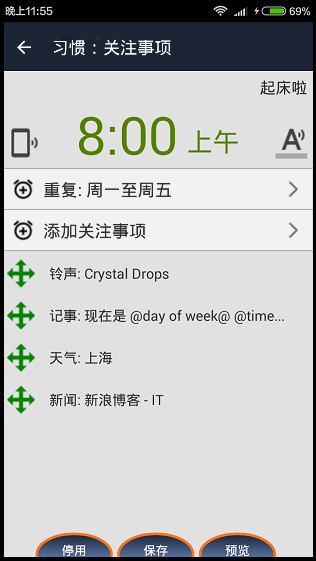 晚上11:55
69%
习惯：关注事项
起床啦
8:00 上午
A
重复: 周一至周五
添加关注事项
铃声: Crystal Drops
记事: 现在是 @day of week@ @time...
天气: 上海
新闻: 新浪博客 - IT
停用
保存
预览